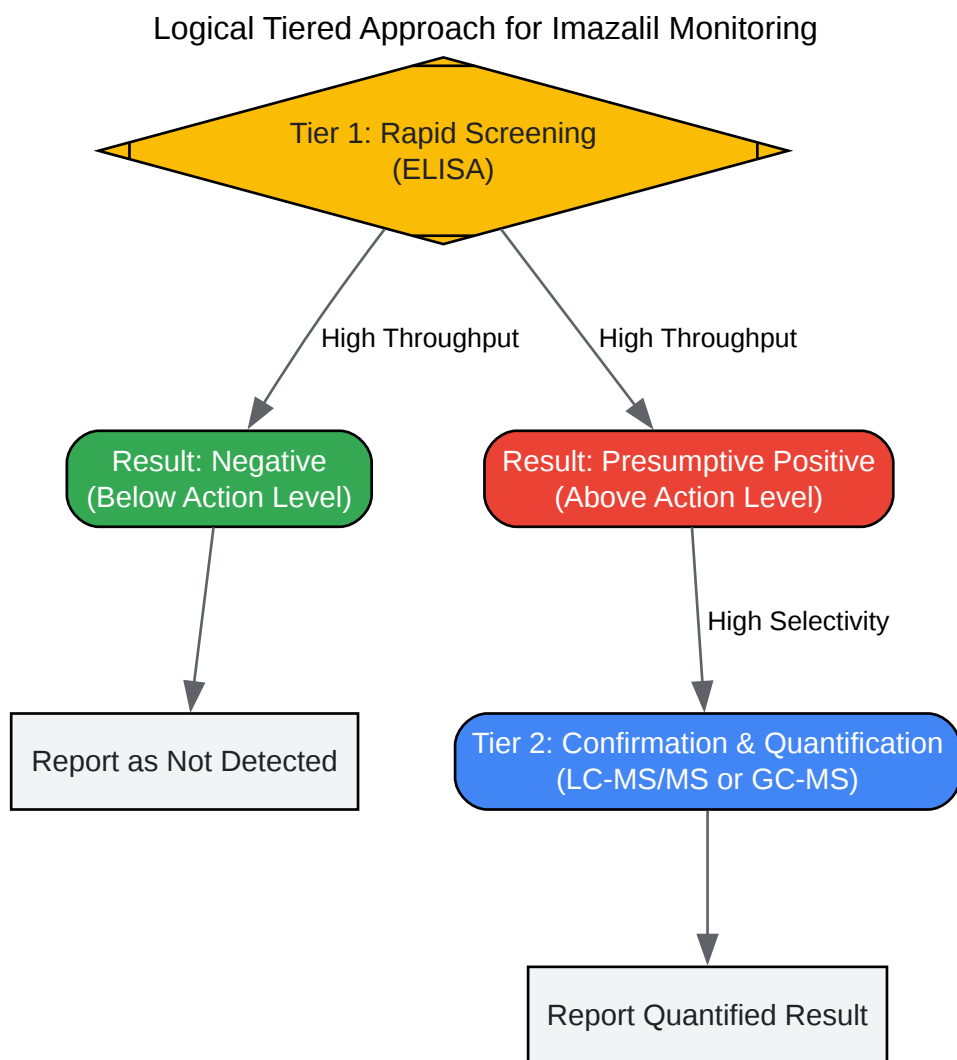 Logical Tiered Approach for Imazalil Monitoring
Tier 1: Rapid Screening
(ELISA)
High Throughput
High Throughput
Result: Negative
(Below Action Level)
Result: Presumptive Positive
(Above Action Level)
High Selectivity
Report as Not Detected
Tier 2: Confirmation & Quantification
(LC-MS/MS or GC-MS)
Report Quantified Result